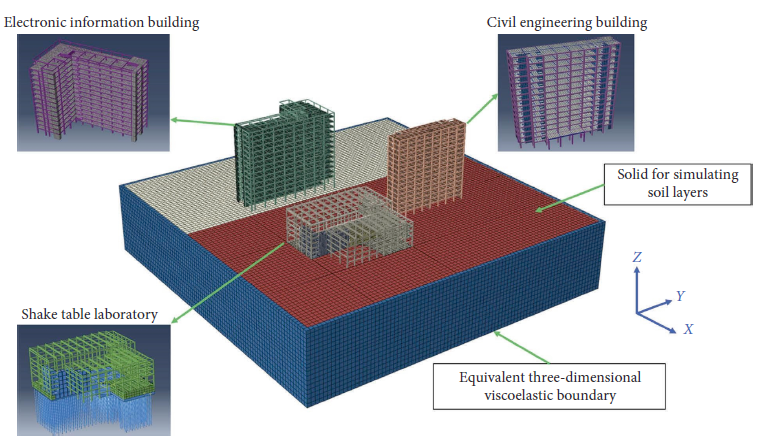 Electronic information building
Civil engineering building
Solid for simulating
soil layers
Z
Y
X
Shake table laboratory
Equivalent three-dimensional
viscoelastic boundary